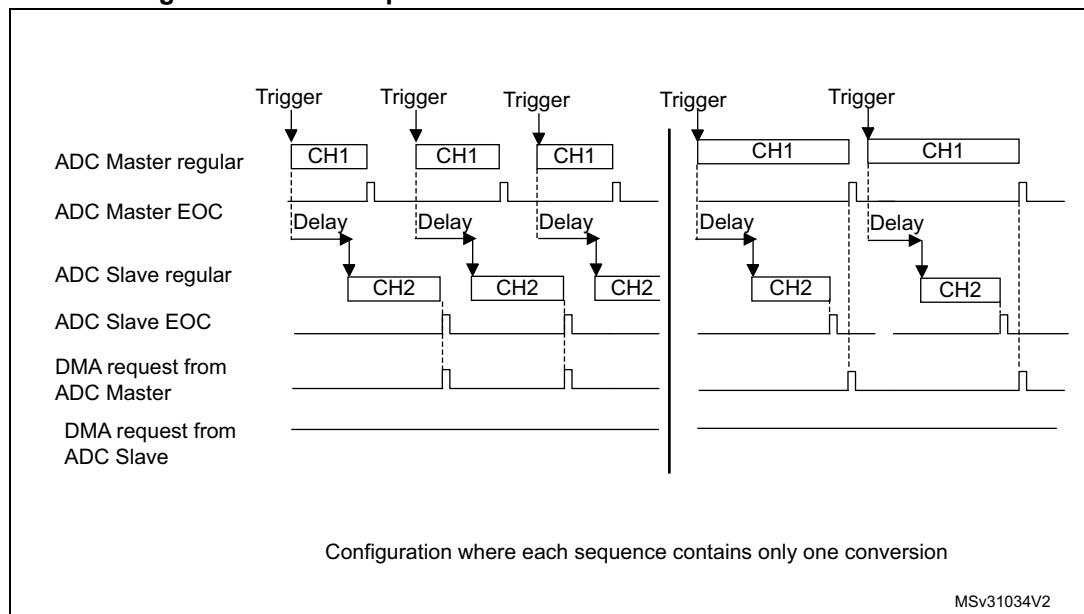 Trigger Trigger Trigger Trigger Trigger
ADC Master regular CH1 CH1 CH1 CH1 CH1
ADC Master EOC
Delay Delay Delay Delay Delay
ADC Slave regular CH2 CH2 CH2 CH2 CH2
ADC Slave EOC
DMA request from
ADC Master
DMA request from
ADC Slave
Configuration where each sequence contains only one conversion
MSv31034V2